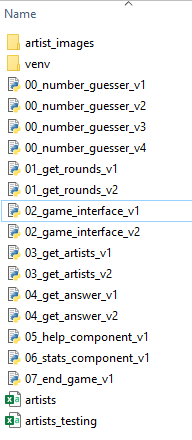 Name
artist_images
venv
00_number_guesser_v1
00_number_guesser_v2
00_number_guesser_v3
00_number_guesser_v4
01_get_rounds_v1
01_get_rounds_v2
02_game_interface_v1
02_game_interface_v2
03_get_artists_v1
03_get_artists_v2
04_get_answer_v1
04_get_answer_v2
05_help_component_v1
06_stats_component_v1
07_end_game_v1
artists
artists_testing